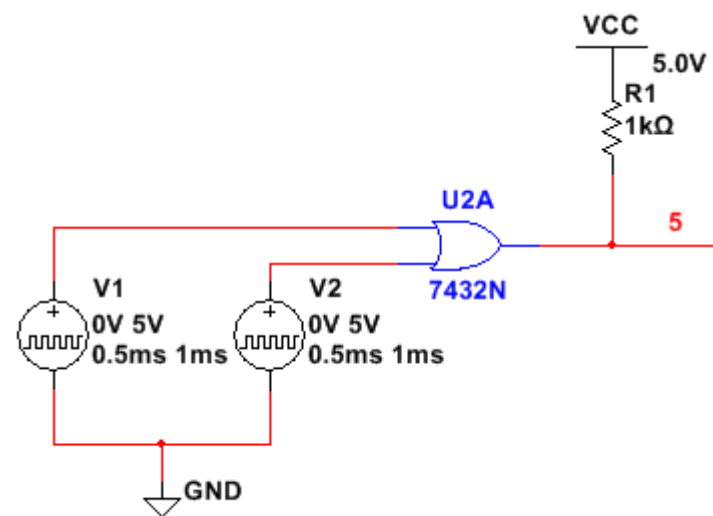 VCC
5.0V
R1
1kΩ
U2A
5
7432N
V1
0V 5V
0.5ms 1ms
V2
0V 5V
0.5ms 1ms
GND